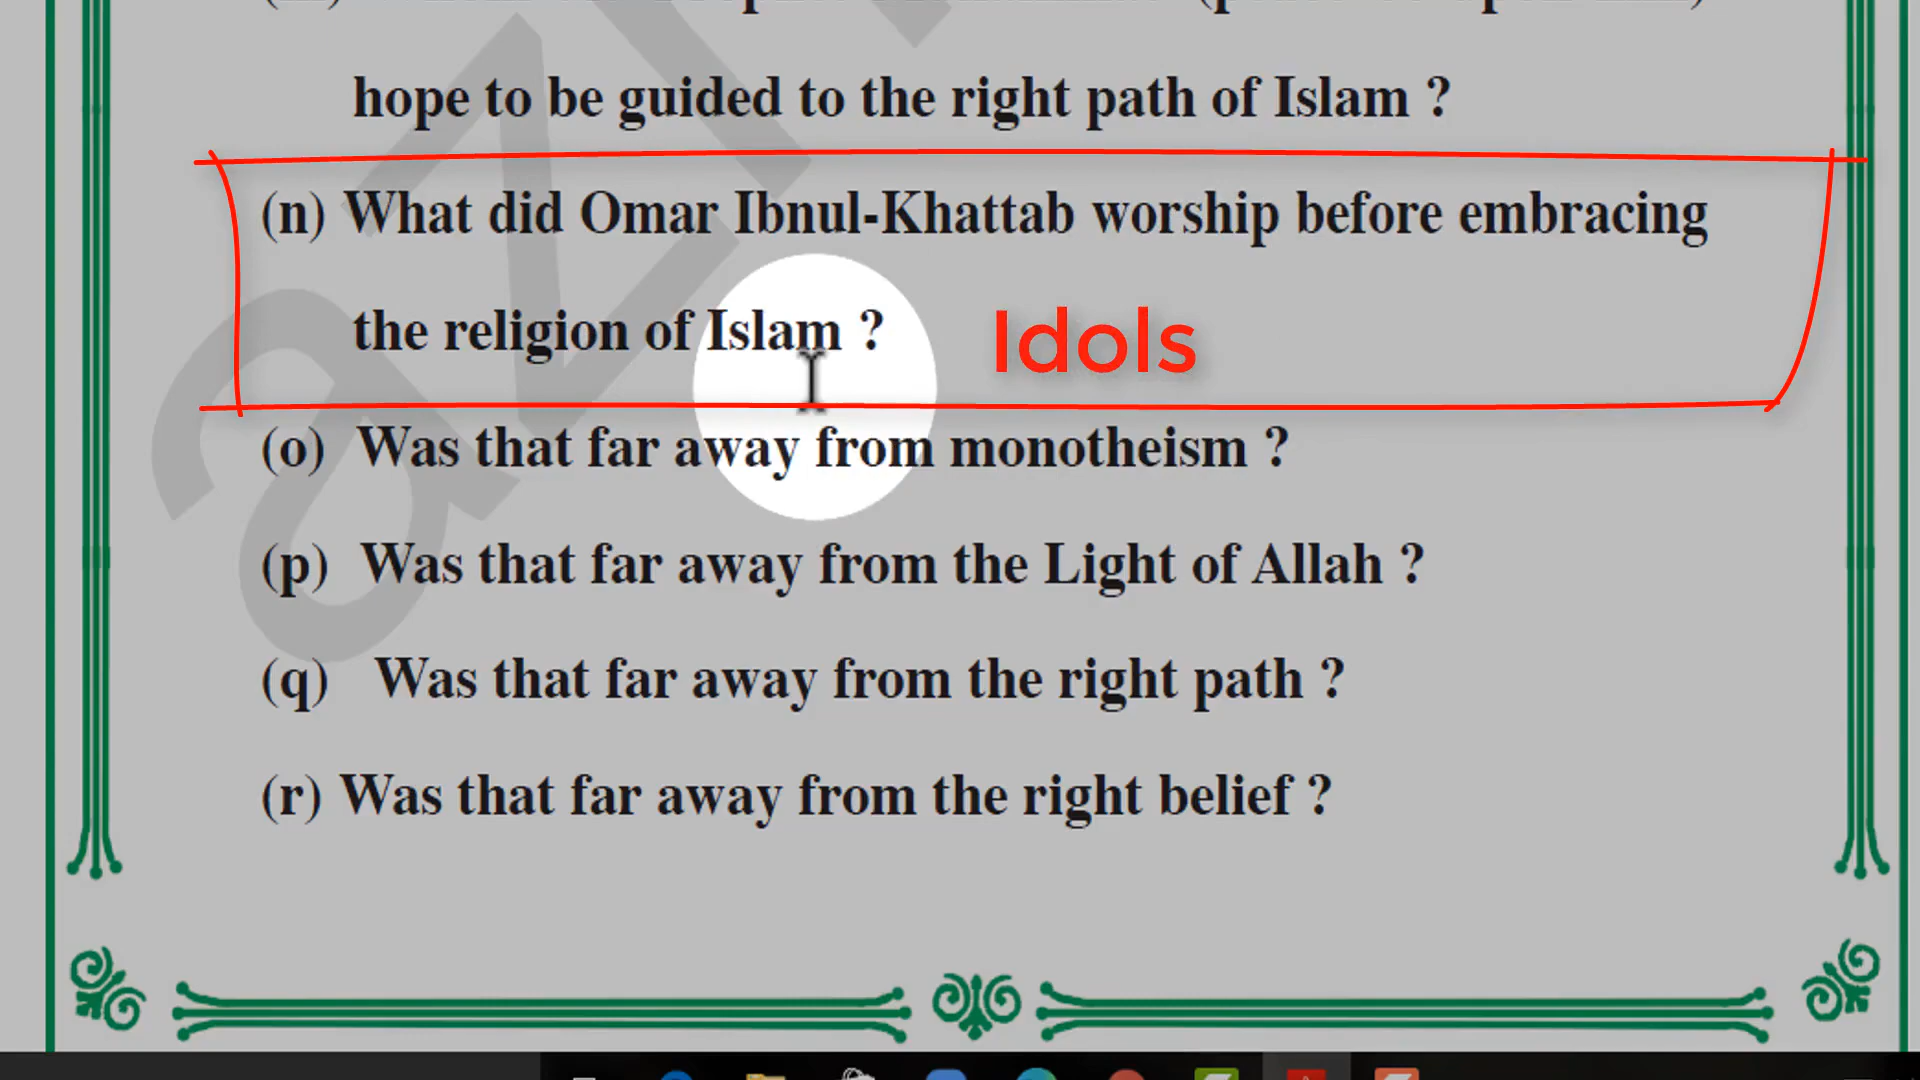 hope to be guided to the right path of Islam ?
(n) What did Omar Ibnul-Khattab worship before embracing
the religion of Islam ? Idols
(o) Was that far away from monotheism ?
(p) Was that far away from the Light of Allah ?
(q) Was that far away from the right path ?
(r) Was that far away from the right belief ?